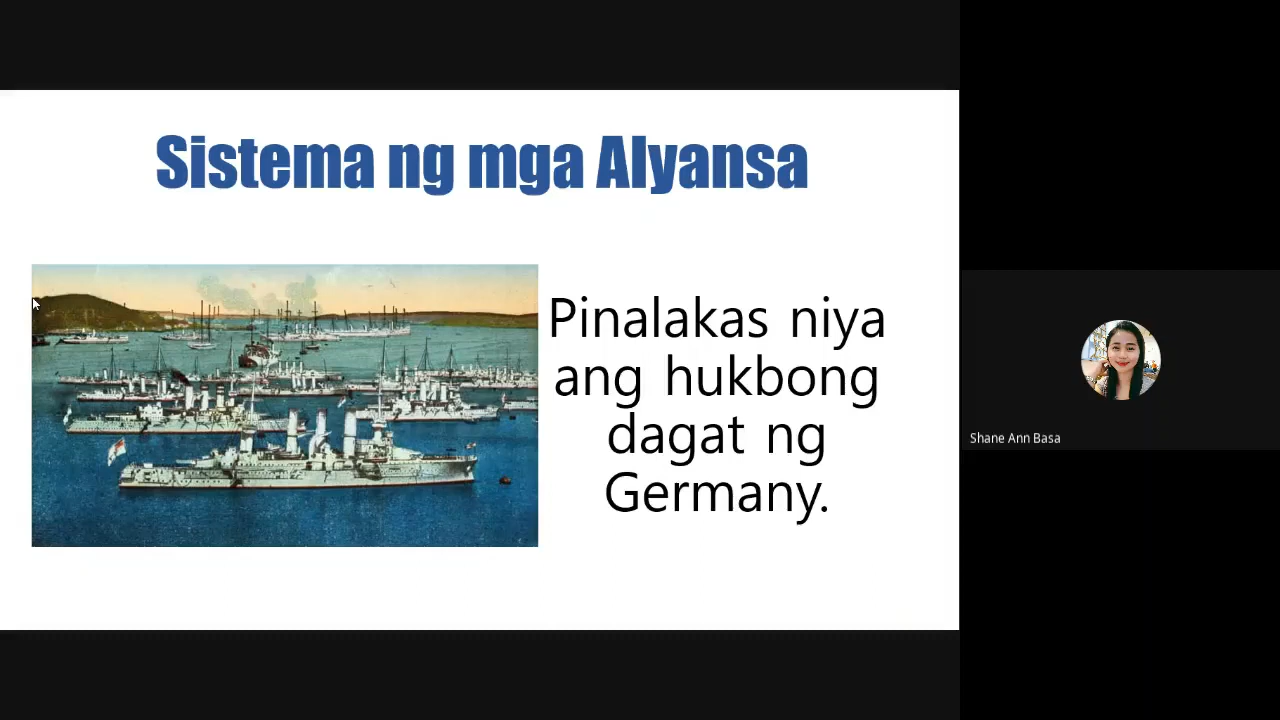 Sistema ng mga Alyansa
Pinalakas niya
ang hukbong
dagat ng
Germany.
Shane Ann Basa